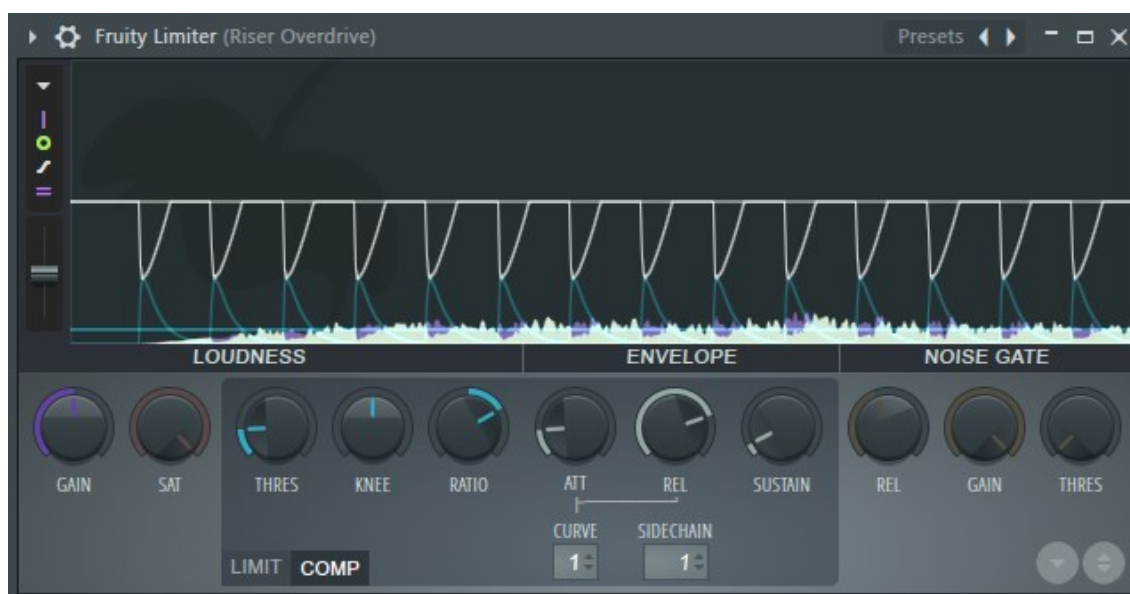 Fruity Limiter (Riser Overdrive) Presets
LOUDNESS ENVELOPE NOISE GATE
GAIN SAT THRES KNEE RATIO ATT REL SUSTAIN REL GAIN THRES
CURVE SIDECHAIN
LIMIT COMP 1 1